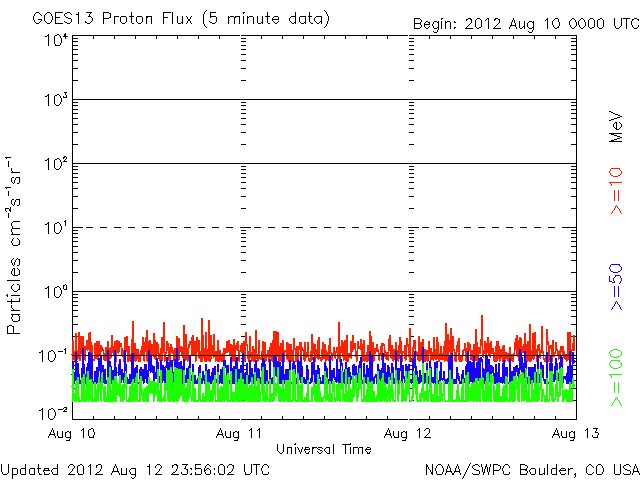 GOES13 Proton Flux (5 minute data)
Begin: 2012 Aug 10 0000 UTC
Particles cm⁻²s⁻¹sr⁻¹
10⁴
10³
10²
10¹
10⁰
10⁻¹
10⁻²
MeV
>=10
>=50
>=100
Aug 10
Aug 11
Aug 12
Aug 13
Universal Time
Updated 2012 Aug 12 23:56:02 UTC
NOAA/SWPC Boulder, CO USA